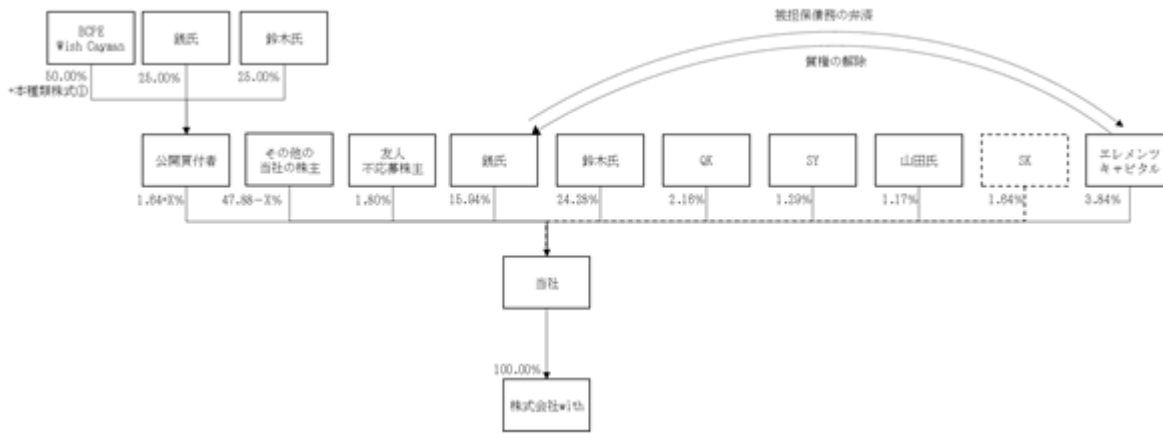 BCPE
Wish Cayman
銭氏
鈴木氏
被担保債務の弁済
質権の解除
50.00%
+本種類株式①
25.00%
25.00%
公開買付者
その他の
当社の株主
友人
不応募株主
銭氏
鈴木氏
QK
SY
山田氏
SK
エレメンツ
キャピタル
1.64+X%
47.88-X%
1.80%
15.94%
24.28%
2.16%
1.29%
1.17%
1.64%
3.84%
当社
100.00%
株式会社with